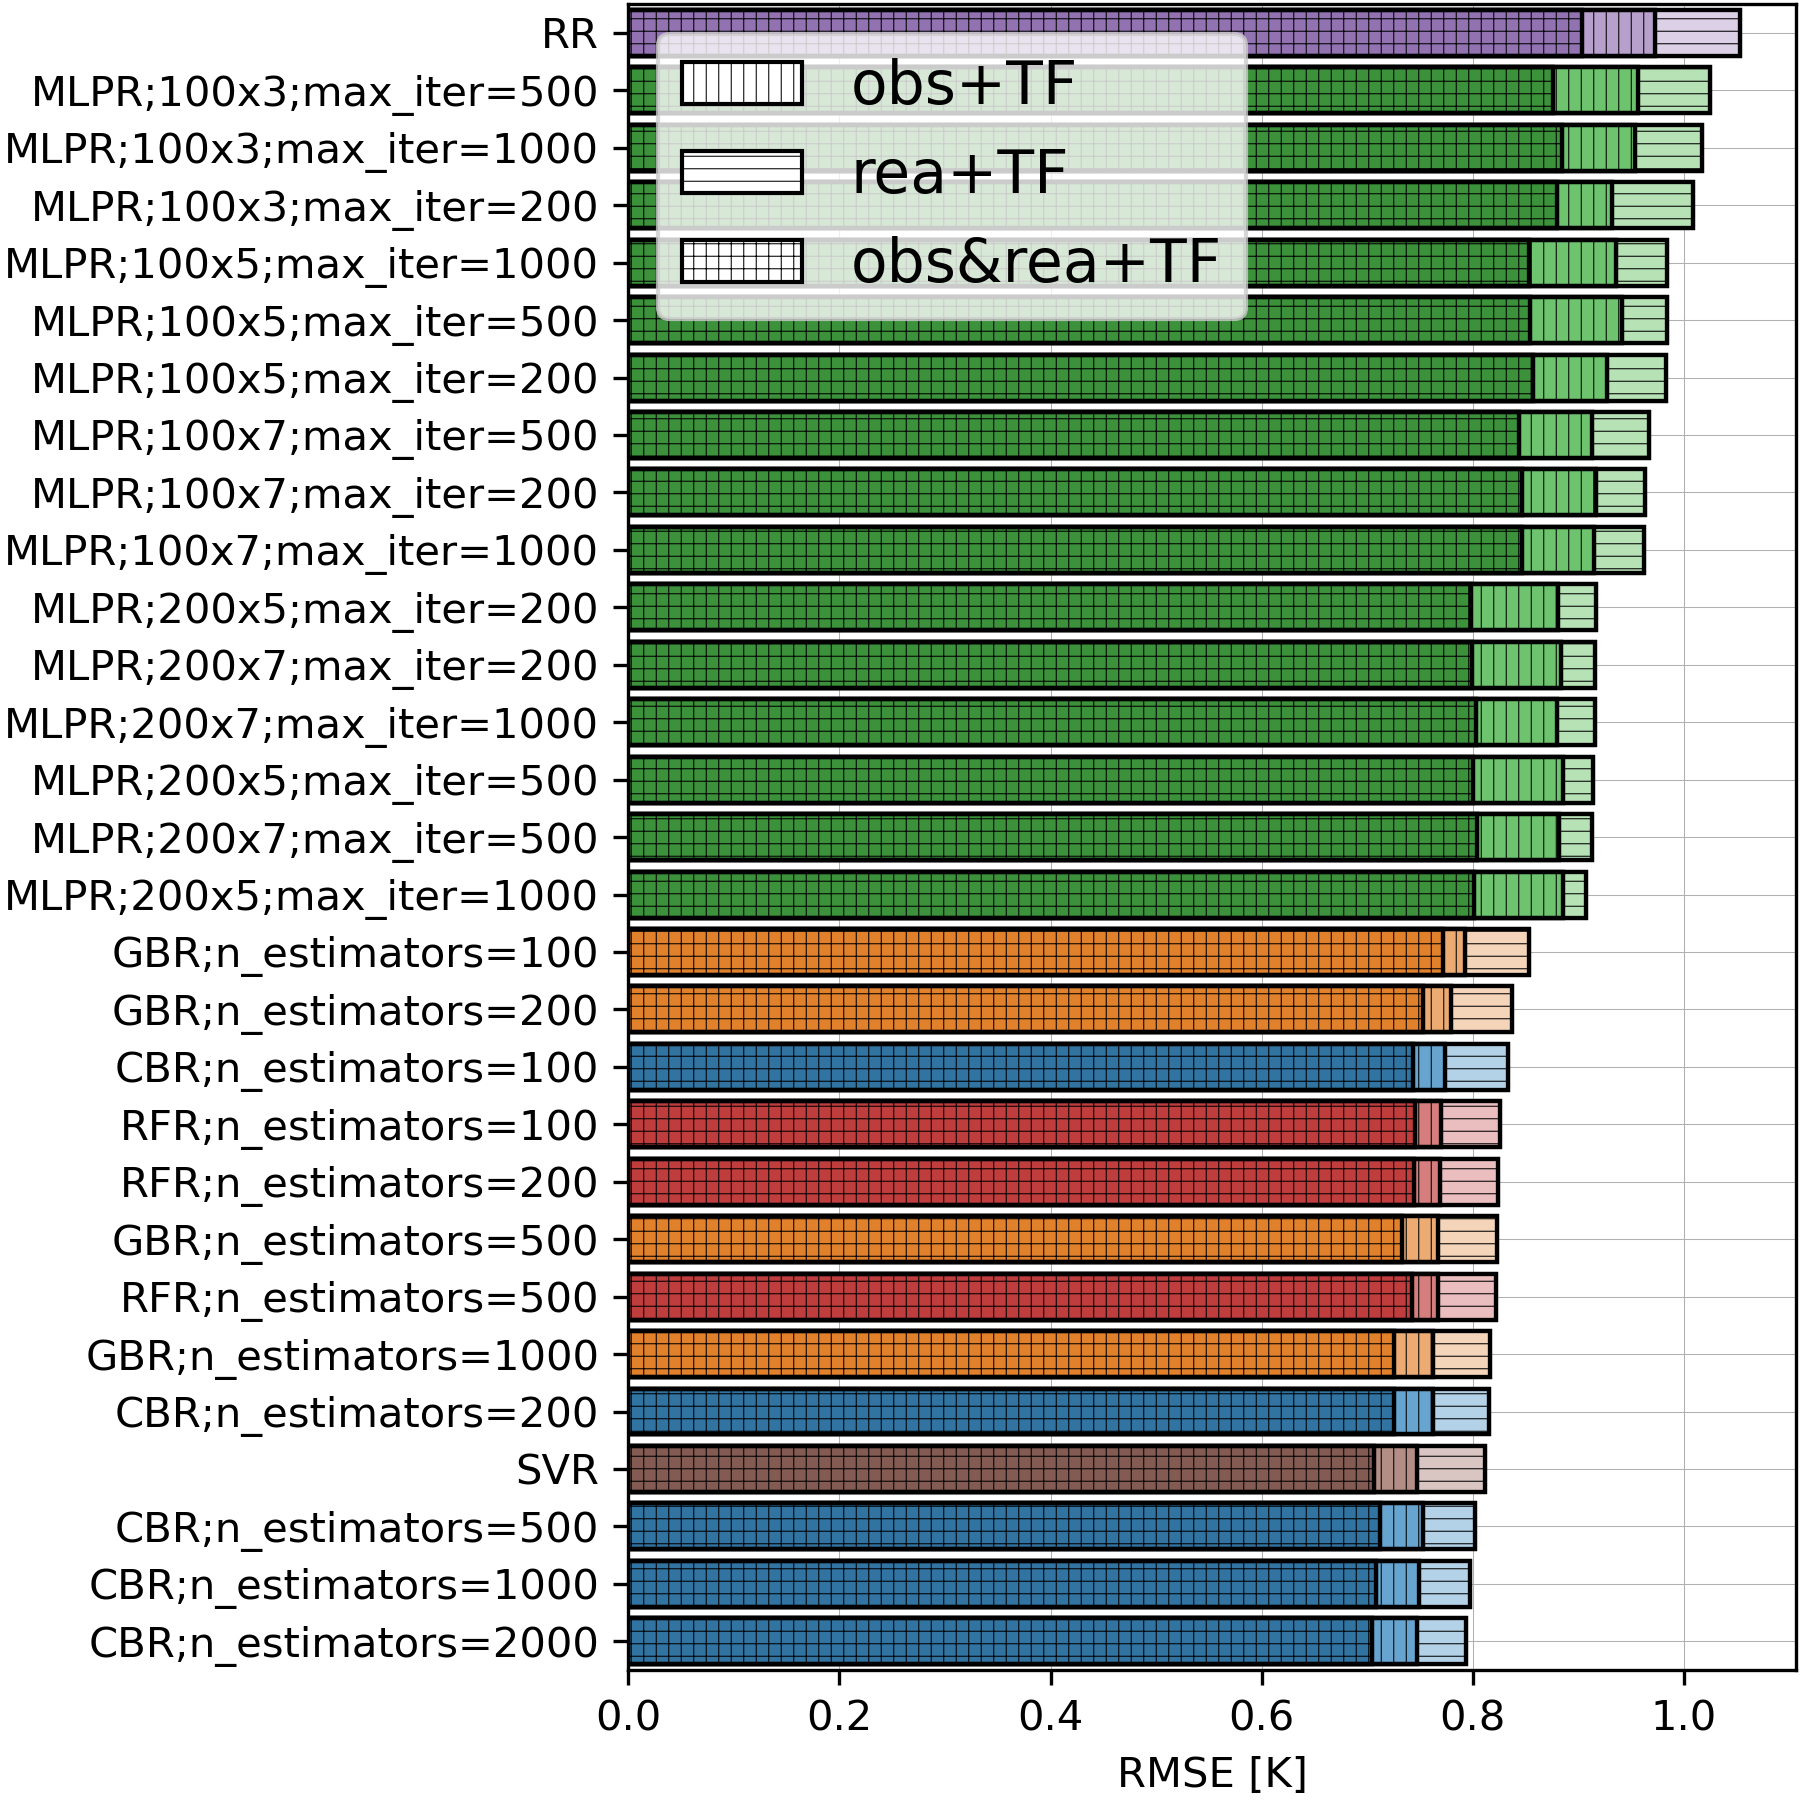 RR
MLPR;100x3;max_iter=500
MLPR;100x3;max_iter=1000
MLPR;100x3;max_iter=200
MLPR;100x5;max_iter=1000
MLPR;100x5;max_iter=500
MLPR;100x5;max_iter=200
MLPR;100x7;max_iter=500
MLPR;100x7;max_iter=200
MLPR;100x7;max_iter=1000
MLPR;200x5;max_iter=200
MLPR;200x7;max_iter=200
MLPR;200x7;max_iter=1000
MLPR;200x5;max_iter=500
MLPR;200x7;max_iter=500
MLPR;200x5;max_iter=1000
GBR;n_estimators=100
GBR;n_estimators=200
CBR;n_estimators=100
RFR;n_estimators=100
RFR;n_estimators=200
GBR;n_estimators=500
RFR;n_estimators=500
GBR;n_estimators=1000
CBR;n_estimators=200
SVR
CBR;n_estimators=500
CBR;n_estimators=1000
CBR;n_estimators=2000
obs+TF
rea+TF
obs&rea+TF
0.0 0.2 0.4 0.6 0.8 1.0
RMSE [K]